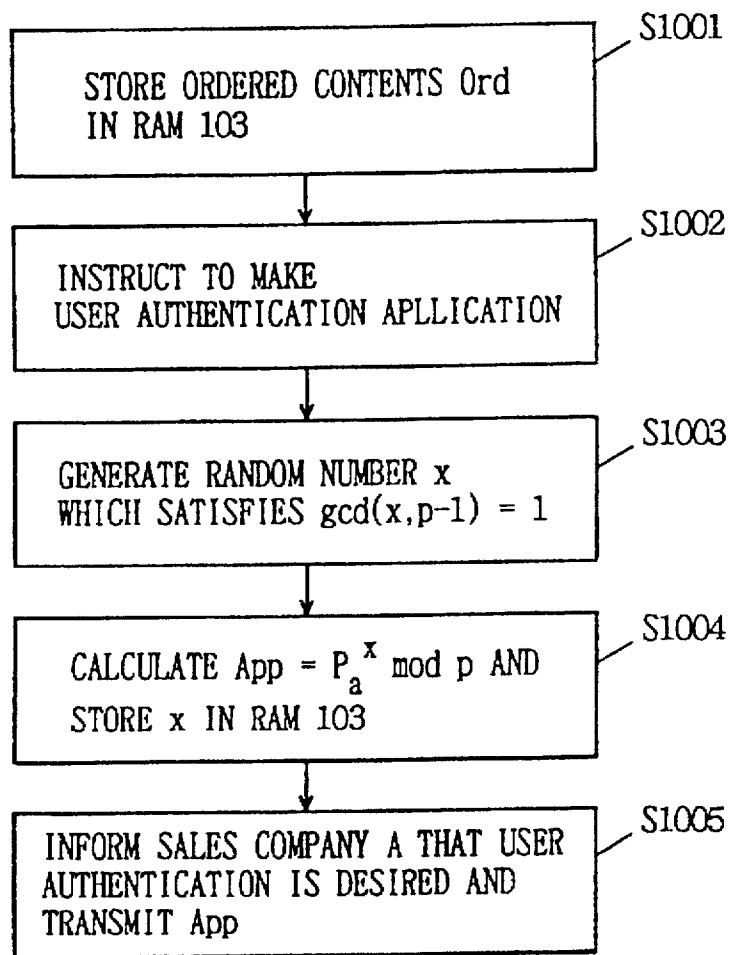 S1001
STORE ORDERED CONTENTS Ord
IN RAM 103
S1002
INSTRUCT TO MAKE
USER AUTHENTICATION APLLICATION
S1003
GENERATE RANDOM NUMBER x
WHICH SATISFIES gcd(x,p-1) = 1
S1004
CALCULATE App = P_a^x mod p AND
STORE x IN RAM 103
S1005
INFORM SALES COMPANY A THAT USER
AUTHENTICATION IS DESIRED AND
TRANSMIT App